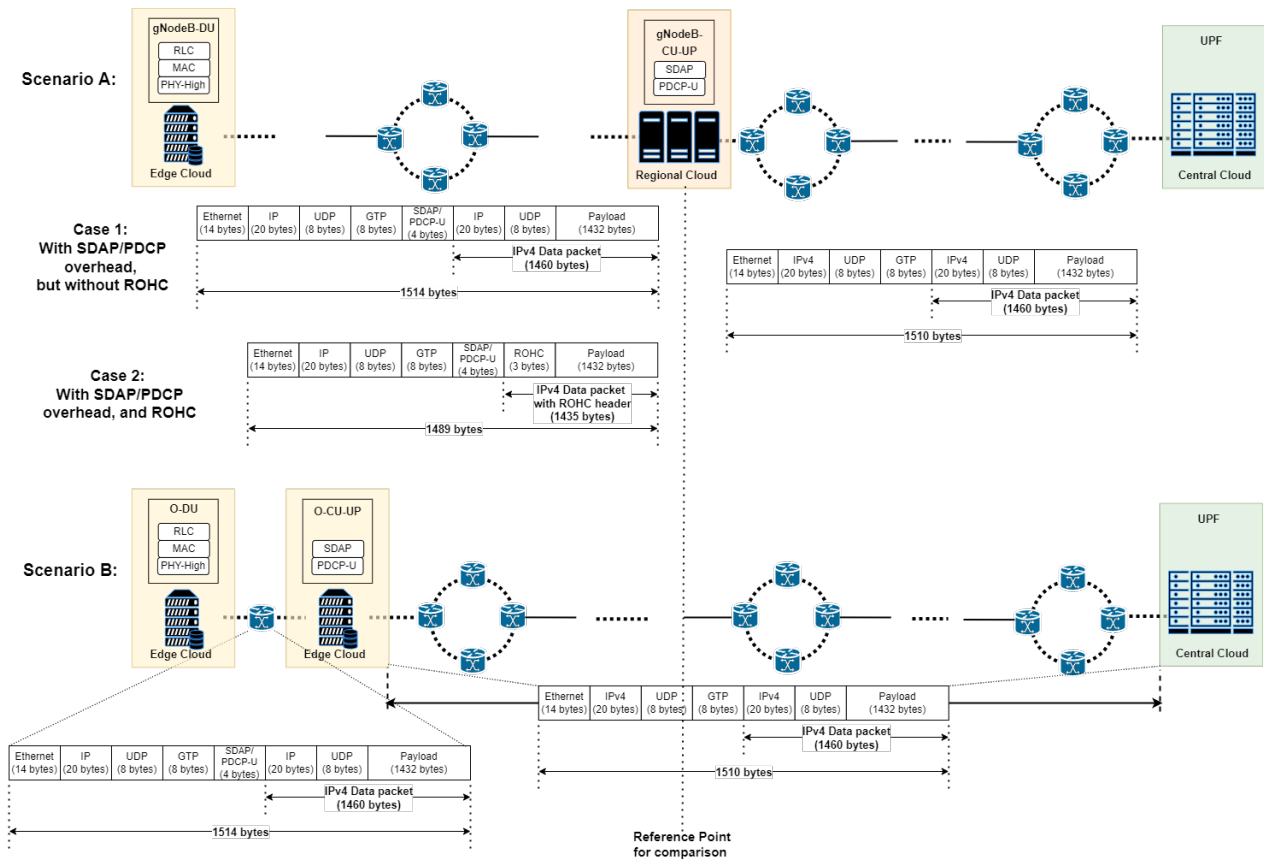 Scenario A:
gNodeB-DU
RLC
MAC
PHY-High
Edge Cloud
gNodeB-
CU-UP
SDAP
PDCP-U
Regional Cloud
UPF
Central Cloud
Case 1:
With SDAP/PDCP
overhead,
but without ROHC
Ethernet
(14 bytes)
IP
(20 bytes)
UDP
(8 bytes)
GTP
(8 bytes)
SDAP/
PDCP-U
(4 bytes)
IP
(20 bytes)
UDP
(8 bytes)
Payload
(1432 bytes)
IPv4 Data packet
(1460 bytes)
1514 bytes
Ethernet
(14 bytes)
IPv4
(20 bytes)
UDP
(8 bytes)
GTP
(8 bytes)
IPv4
(20 bytes)
UDP
(8 bytes)
Payload
(1432 bytes)
IPv4 Data packet
(1460 bytes)
1510 bytes
Case 2:
With SDAP/PDCP
overhead, and ROHC
Ethernet
(14 bytes)
IP
(20 bytes)
UDP
(8 bytes)
GTP
(8 bytes)
SDAP/
PDCP-U
(4 bytes)
ROHC
(3 bytes)
Payload
(1432 bytes)
IPv4 Data packet
with ROHC header
(1435 bytes)
1489 bytes
Scenario B:
O-DU
RLC
MAC
PHY-High
Edge Cloud
O-CU-UP
SDAP
PDCP-U
Edge Cloud
UPF
Central Cloud
Ethernet
(14 bytes)
IPv4
(20 bytes)
UDP
(8 bytes)
GTP
(8 bytes)
IPv4
(20 bytes)
UDP
(8 bytes)
Payload
(1432 bytes)
IPv4 Data packet
(1460 bytes)
1510 bytes
Ethernet
(14 bytes)
IP
(20 bytes)
UDP
(8 bytes)
GTP
(8 bytes)
SDAP/
PDCP-U
(4 bytes)
IP
(20 bytes)
UDP
(8 bytes)
Payload
(1432 bytes)
IPv4 Data packet
(1460 bytes)
1514 bytes
Reference Point
for comparison